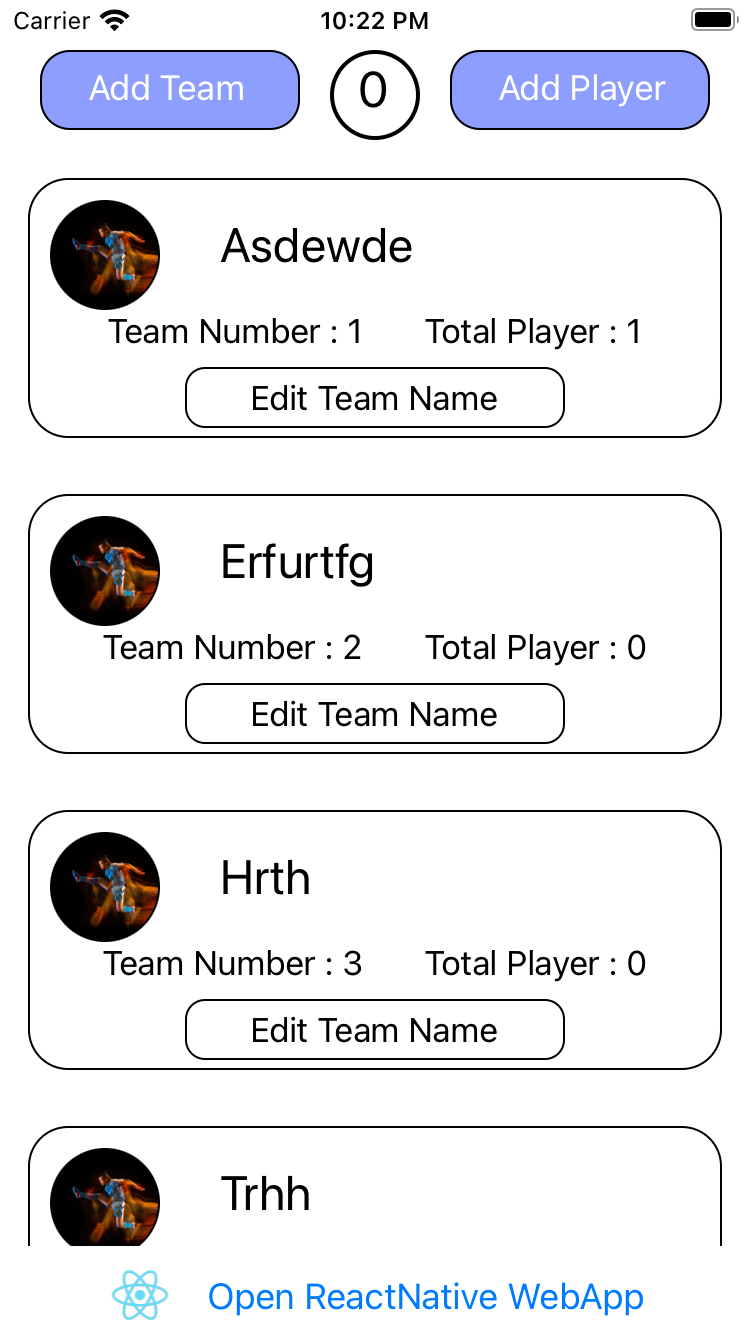 Carrier 10:22 PM
Add Team 0 Add Player
Asdewde
Team Number : 1 Total Player : 1
Edit Team Name
Erfurtfg
Team Number : 2 Total Player : 0
Edit Team Name
Hrth
Team Number : 3 Total Player : 0
Edit Team Name
Trhh
Open ReactNative WebApp